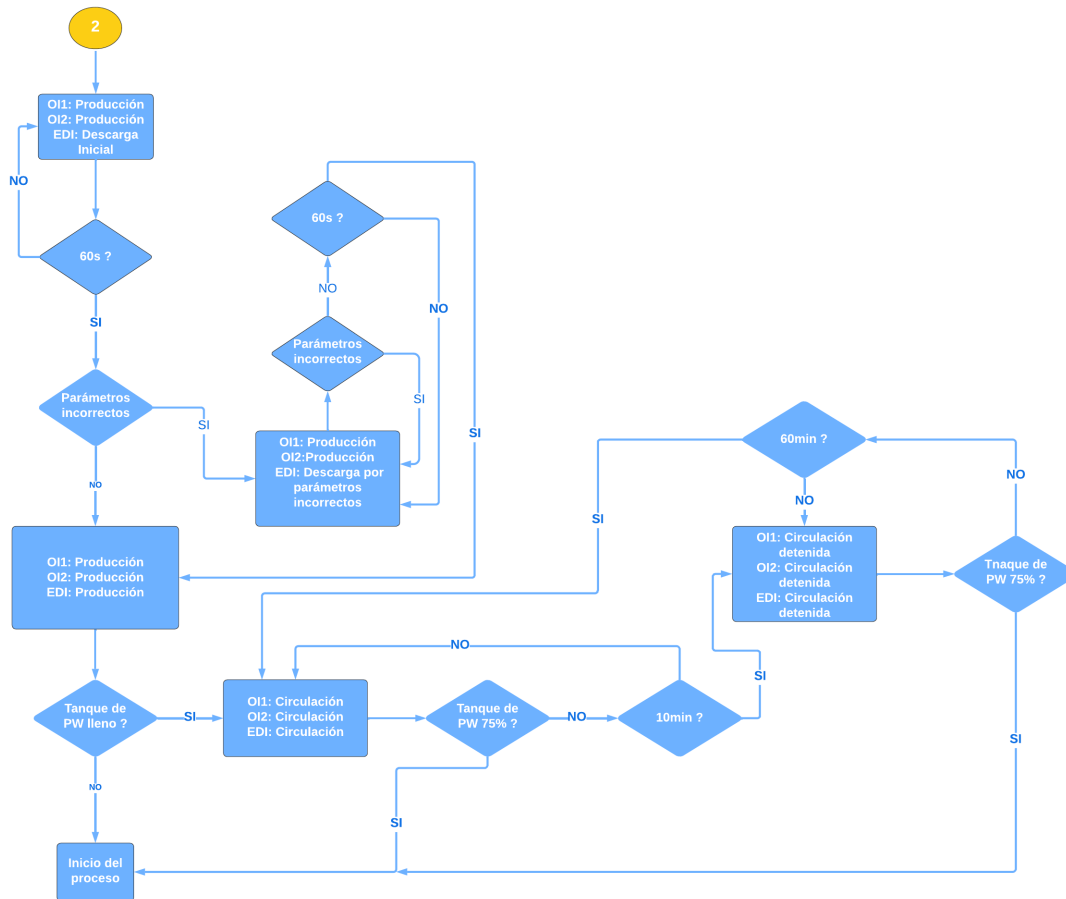 2
OI1: Producción
OI2: Producción
EDI: Descarga
Inicial
NO
60s ?
SI
Parámetros
incorrectos
SI
NO
60s ?
NO
NO
Parámetros
incorrectos
SI
SI
OI1: Producción
OI2:Producción
EDI: Descarga por
parámetros
incorrectos
OI1: Producción
OI2: Producción
EDI: Producción
Tanque de
PW lleno ?
SI
NO
OI1: Circulación
OI2: Circulación
EDI: Circulación
Tanque de
PW 75% ?
NO
SI
10min ?
NO
SI
60min ?
SI
NO
OI1: Circulación
detenida
OI2: Circulación
detenida
EDI: Circulación
detenida
Tnaque de
PW 75% ?
NO
SI
Inicio del
proceso